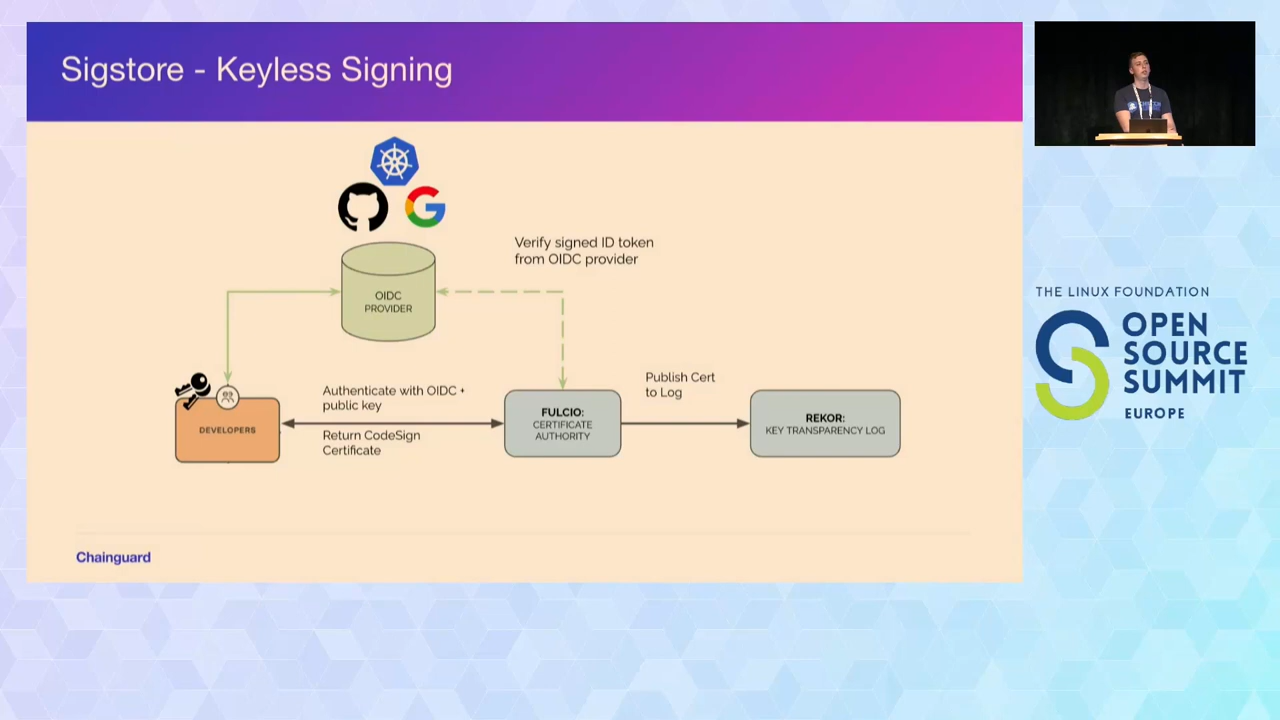 Sigstore - Keyless Signing
Verify signed ID token
from OIDC provider
OIDC
PROVIDER
Authenticate with OIDC +
public key
Return CodeSign
Certificate
DEVELOPERS
FULCIO:
CERTIFICATE
AUTHORITY
Publish Cert
to Log
REKOR:
KEY TRANSPARENCY LOG
Chainguard
THE LINUX FOUNDATION
OPEN
SOURCE
SUMMIT
EUROPE